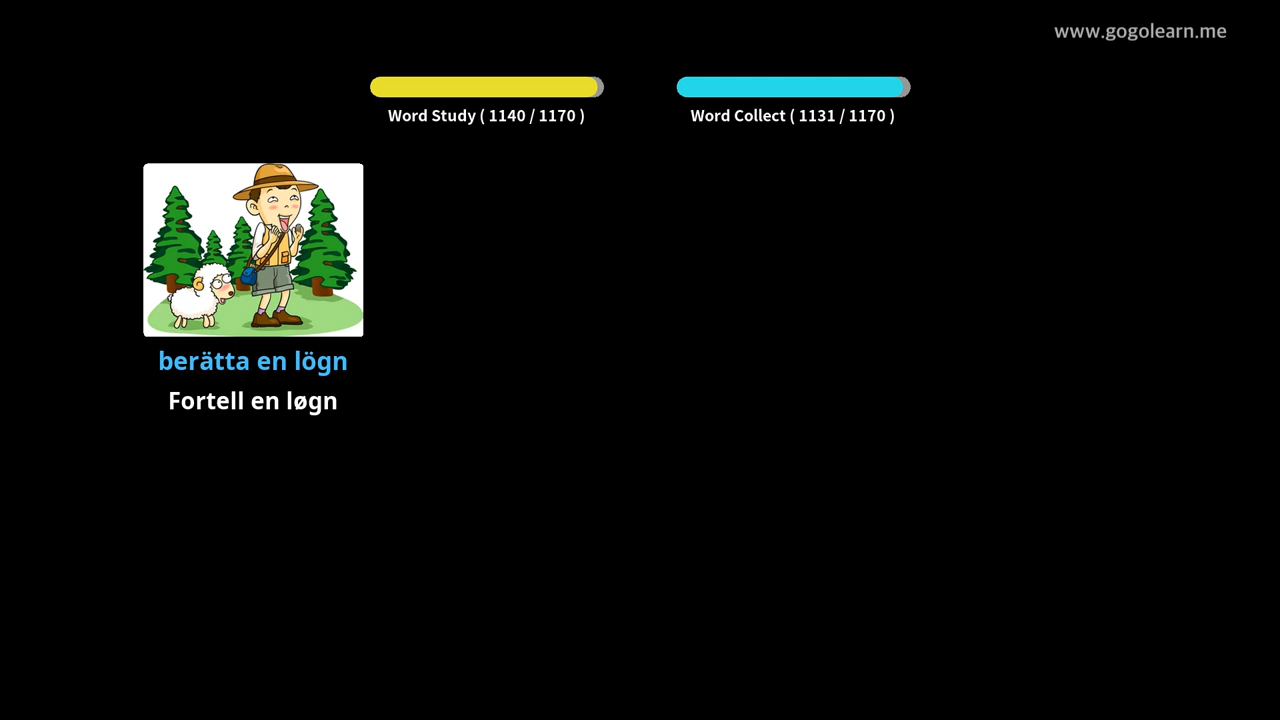 www.gogolearn.me
Word Study ( 1140 / 1170 )
Word Collect ( 1131 / 1170 )
berätta en lögn
Fortell en løgn